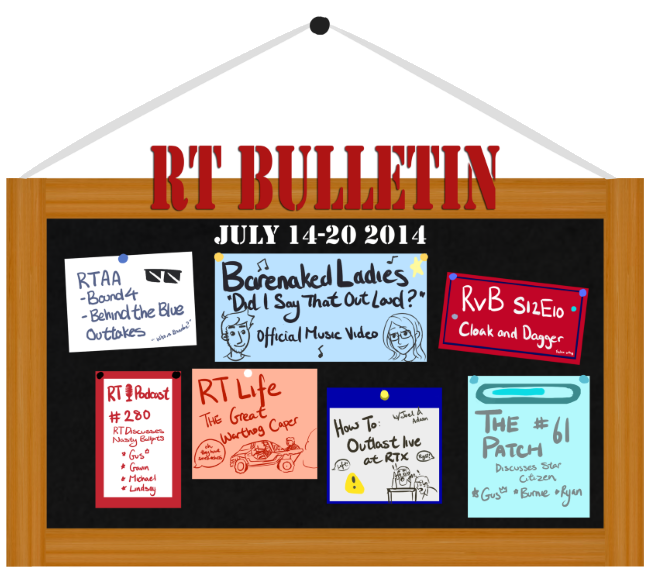 RT BULLETIN
JULY 14-20 2014
RTAA
- Bound 4
- Behind the Blue
Outtakes
Barenaked Ladies
"Did I Say That Out Loud?"
Official Music Video
RvB S12E10
Cloak and Dagger
RT Podcast
#280
RT Discusses
Nasty Buffets
* Gus
* Gavin
* Michael
* Lindsay
RT Life
THE Great
Warthog Caper
How To:
w/ Joel &
Adam
Outlast live
at RTX
THE #61
PATCH
Discusses Star
Citizen
*Gus *Burnie *Ryan